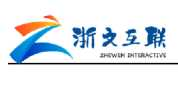 浙文互联
ZHEWEN INTERACTIVE